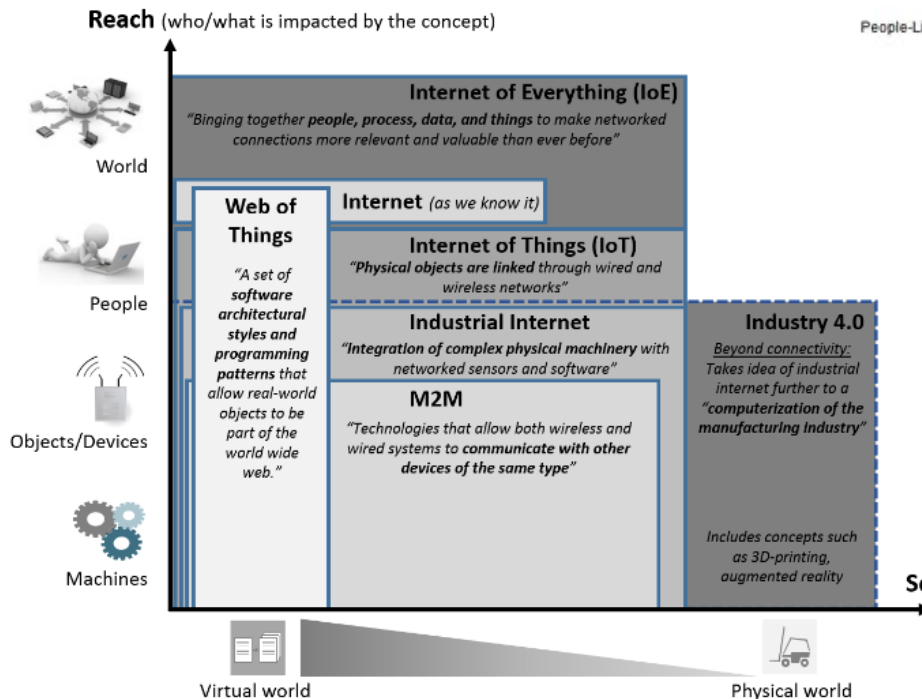 Reach (who/what is impacted by the concept)
People-Li
Internet of Everything (IoE)
“Binging together people, process, data, and things to make networked
connections more relevant and valuable than ever before”
World
Internet (as we know it)
Web of
Things
“A set of
software
architectural
styles and
programming
patterns that
allow real-world
objects to be
part of the
world wide
web.”
Internet of Things (IoT)
“Physical objects are linked through wired and
wireless networks”
People
Industrial Internet
“Integration of complex physical machinery with
networked sensors and software”
Industry 4.0
Beyond connectivity:
Takes idea of industrial
internet further to a
“computerization of the
manufacturing industry”
M2M
“Technologies that allow both wireless and
wired systems to communicate with other
devices of the same type”
Objects/Devices
Includes concepts such
as 3D-printing,
augmented reality
Machines
Virtual world
Physical world